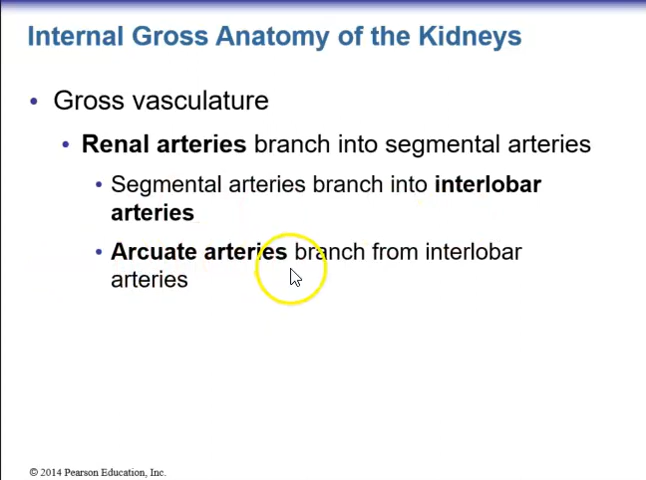 Internal Gross Anatomy of the Kidneys
• Gross vasculature
• Renal arteries branch into segmental arteries
• Segmental arteries branch into interlobar
arteries
• Arcuate arteries branch from interlobar
arteries
© 2014 Pearson Education, Inc.